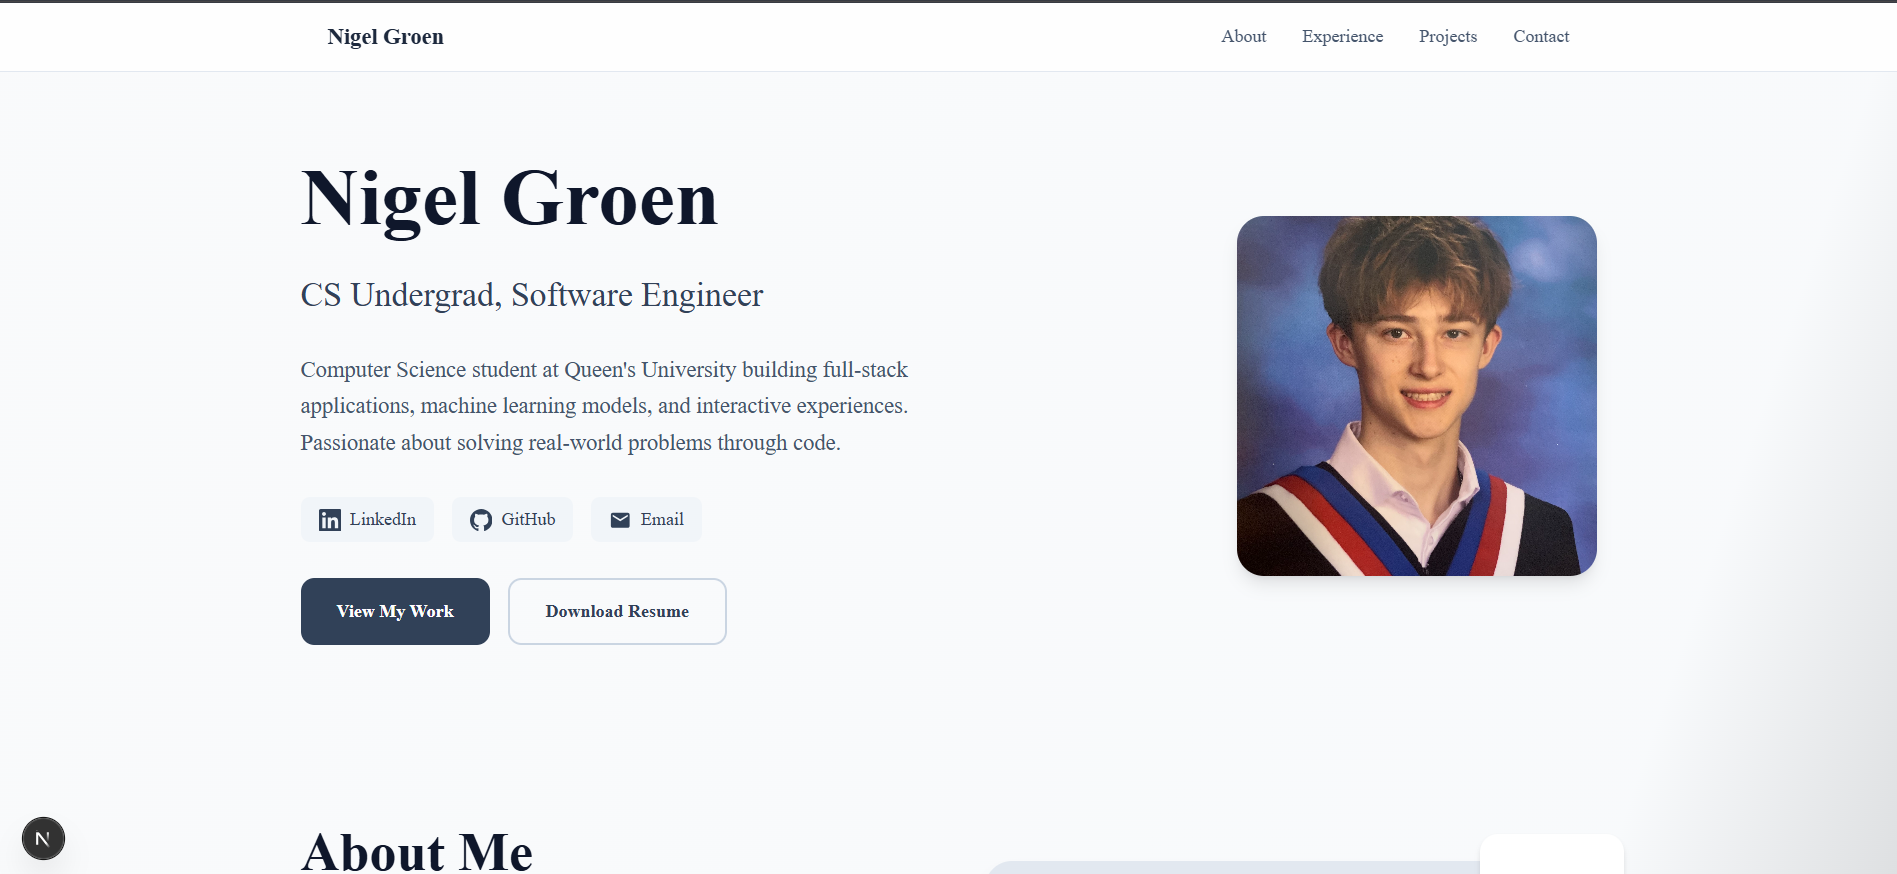 Nigel Groen
About Experience Projects Contact
Nigel Groen
CS Undergrad, Software Engineer
Computer Science student at Queen's University building full-stack
applications, machine learning models, and interactive experiences.
Passionate about solving real-world problems through code.
LinkedIn GitHub Email
View My Work Download Resume
About Me
N